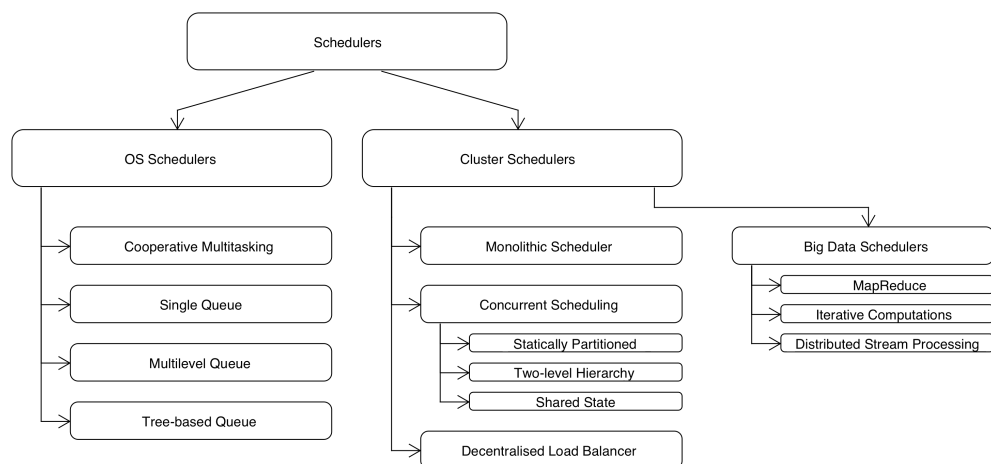 Schedulers
OS Schedulers
Cluster Schedulers
Cooperative Multitasking
Single Queue
Multilevel Queue
Tree-based Queue
Monolithic Scheduler
Concurrent Scheduling
Statically Partitioned
Two-level Hierarchy
Shared State
Decentralised Load Balancer
Big Data Schedulers
MapReduce
Iterative Computations
Distributed Stream Processing